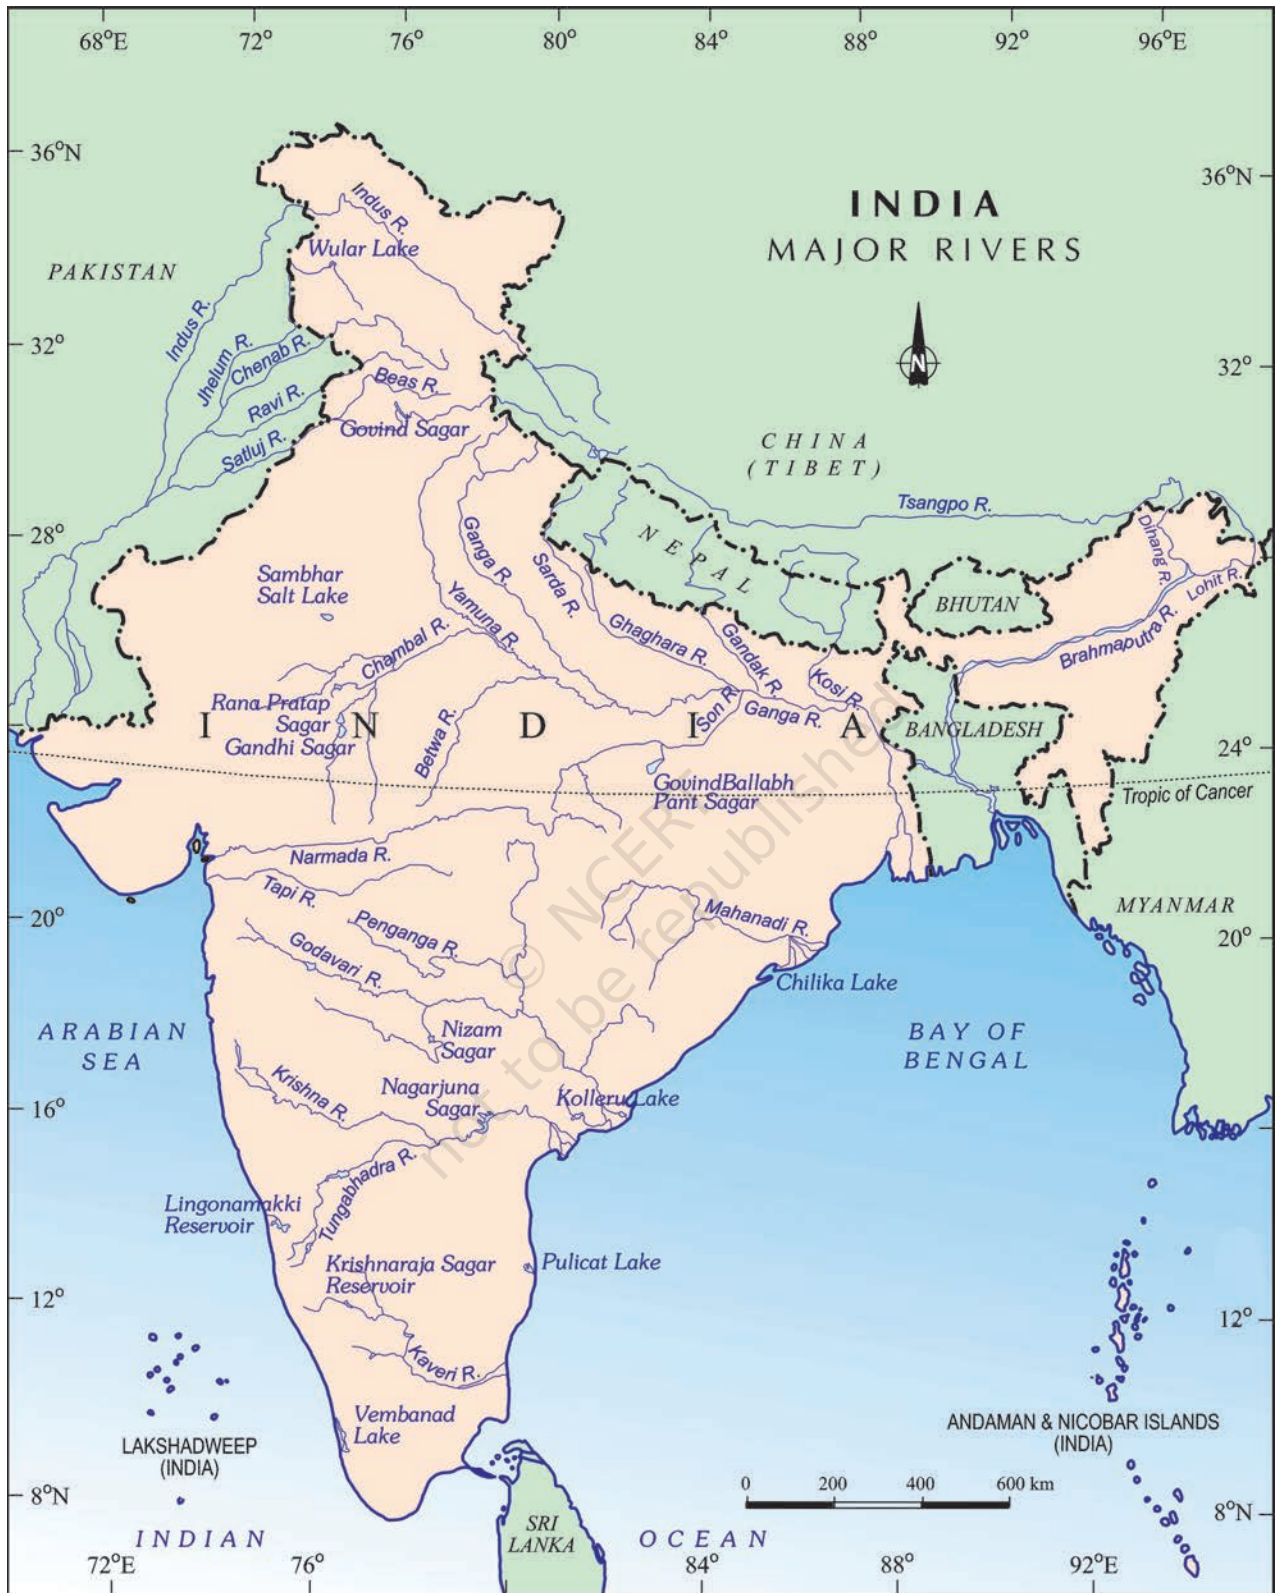 68°E 72° 76° 80° 84° 88° 92° 96°E
36°N
36°N
INDIA
MAJOR RIVERS
Indus R.
Wular Lake
PAKISTAN
Indus R.
N
32°
32°
Jhelum R.
Chenab R.
Beas R.
Ravi R.
Govind Sagar
Satluj R.
CHINA
(TIBET)
Tsangpo R.
28°
28°
Dihang R.
Lohit R.
NEPAL
Ganga R.
Sarda R.
Sambhar
Salt Lake
BHUTAN
Yamuna R.
Chambal R.
Ghaghara R.
Gandak R.
Brahmaputra R.
Kosi R.
Rana Pratap
Sagar
Gandhi Sagar
Son R.
Ganga R.
INDIA
BANGLADESH
Betwa R.
24°
GovindBallabh
Pant Sagar
Tropic of Cancer
Narmada R.
Tapi R.
Penganga R.
Mahanadi R.
MYANMAR
20°
20°
Godavari R.
Chilika Lake
ARABIAN
SEA
Nizam
Sagar
BAY OF
BENGAL
Krishna R.
Nagarjuna
Sagar
Kolleru Lake
16°
Tungabhadra R.
Lingonamakki
Reservoir
Krishnaraja Sagar
Reservoir
Pulicat Lake
12°
12°
Kaveri R.
Vembanad
Lake
LAKSHADWEEP
(INDIA)
ANDAMAN & NICOBAR ISLANDS
(INDIA)
0 200 400 600 km
8°N
8°N
SRI
LANKA
INDIAN OCEAN
72°E 76° 84° 88° 92°E
© NCERT
not to be republished